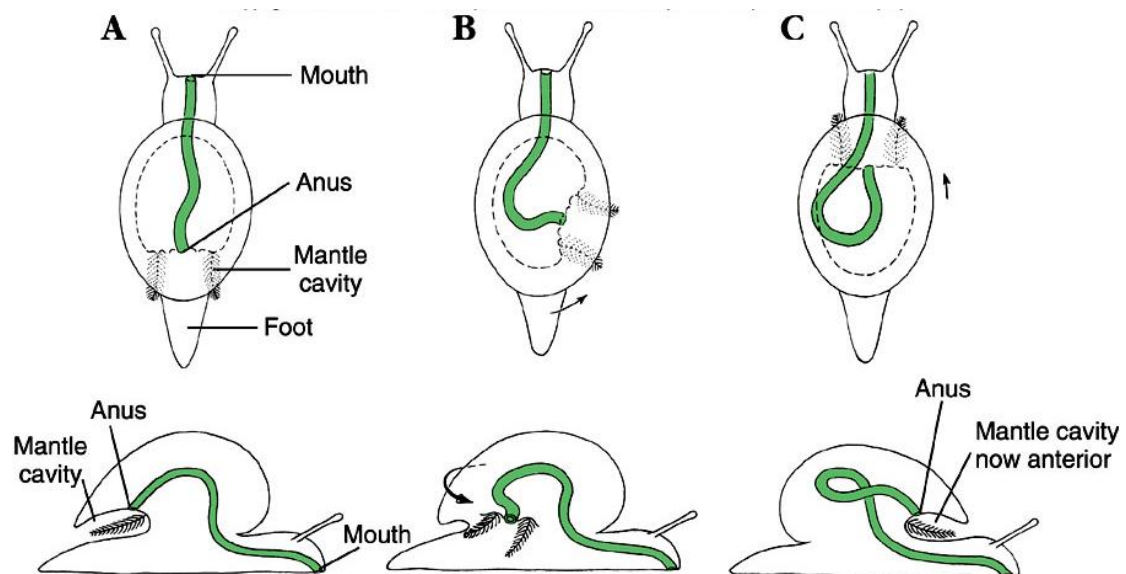 A
B
C
Mouth
Anus
Mantle
cavity
Foot
Anus
Mantle
cavity
Mouth
Anus
Mantle cavity
now anterior